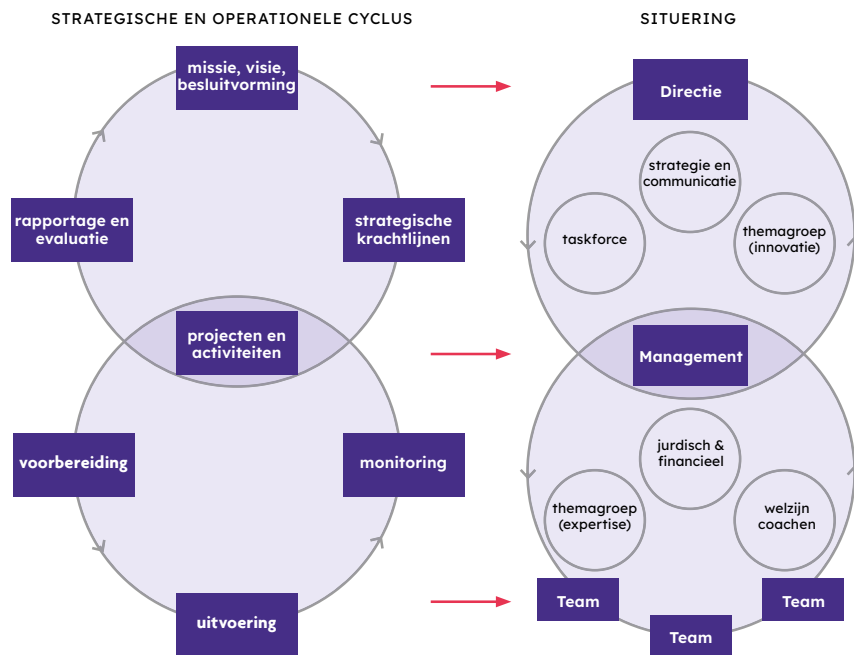 STRATEGISCHE EN OPERATIONELE CYCLUS
missie, visie,
besluitvorming
rapportage en
evaluatie
strategische
krachtlijnen
projecten en
activiteiten
voorbereiding
monitoring
uitvoering
SITUERING
Directie
strategie en
communicatie
taskforce
themagroep
(innovatie)
Management
jurdisch &
financieel
themagroep
(expertise)
welzijn
coachen
Team
Team
Team